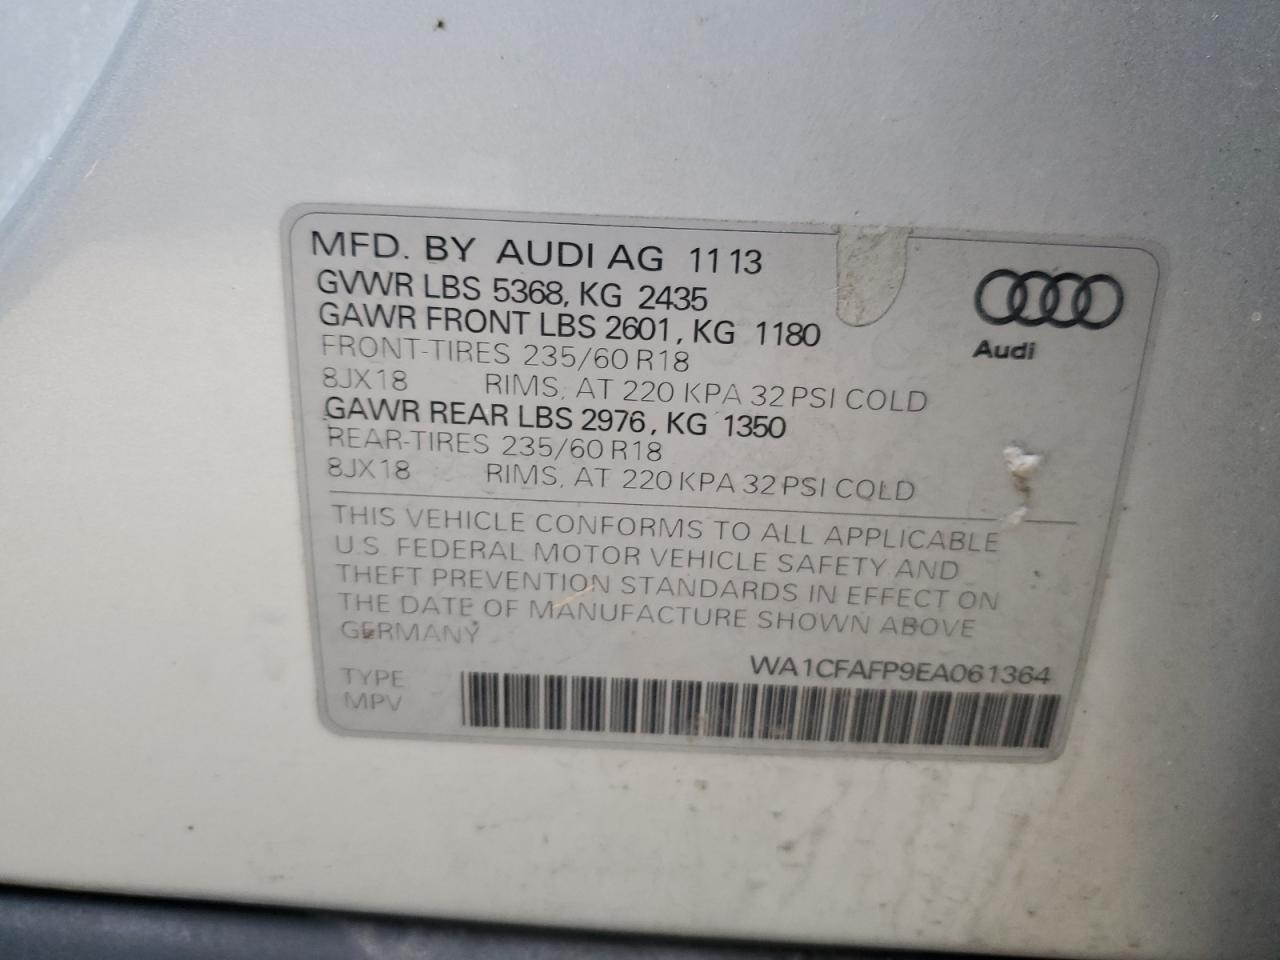 MFD. BY AUDI AG 11 13
GVWR LBS 5368, KG 2435
GAWR FRONT LBS 2601, KG 1180
FRONT-TIRES 235/60 R18
8JX18 RIMS, AT 220 KPA 32 PSI COLD
GAWR REAR LBS 2976, KG 1350
REAR-TIRES 235/60 R18
8JX18 RIMS, AT 220 KPA 32 PSI COLD
Audi
THIS VEHICLE CONFORMS TO ALL APPLICABLE
U.S. FEDERAL MOTOR VEHICLE SAFETY AND
THEFT PREVENTION STANDARDS IN EFFECT ON
THE DATE OF MANUFACTURE SHOWN ABOVE
GERMANY
WA1CFAFP9EA061364
TYPE
MPV